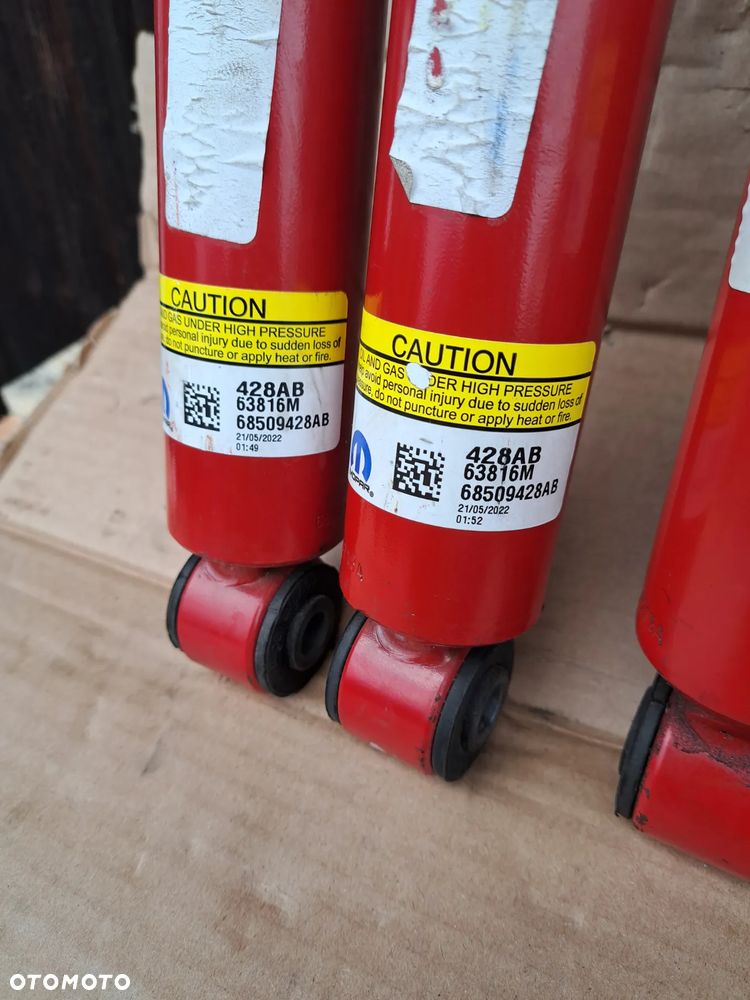 CAUTION
AND GAS UNDER HIGH PRESSURE
avoid personal injury due to sudden loss of
do not puncture or apply heat or fire.
428AB
63816M
68509428AB
21/05/2022
01:49
CAUTION
OIL AND GAS UNDER HIGH PRESSURE
avoid personal injury due to sudden loss of
do not puncture or apply heat or fire.
428AB
63816M
68509428AB
21/05/2022
01:52
MOPAR®
OTOMOTO